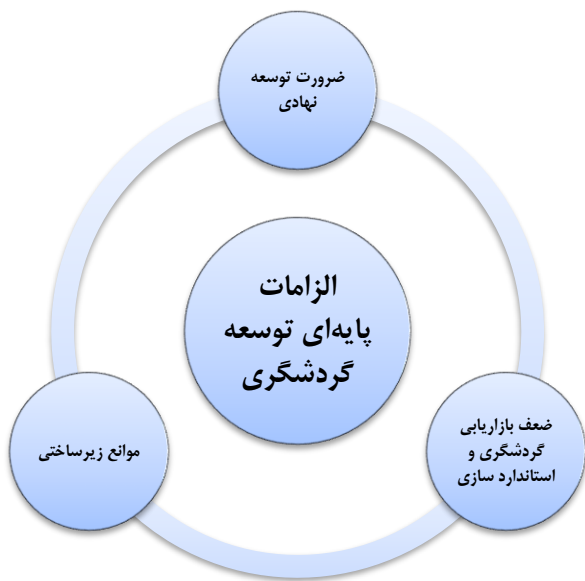 ضرورت توسعه
نهادی
الزامات
پایه‌ای توسعه
گردشگری
ضعف بازاریابی
گردشگری و
استاندارد سازی
موانع زیرساختی